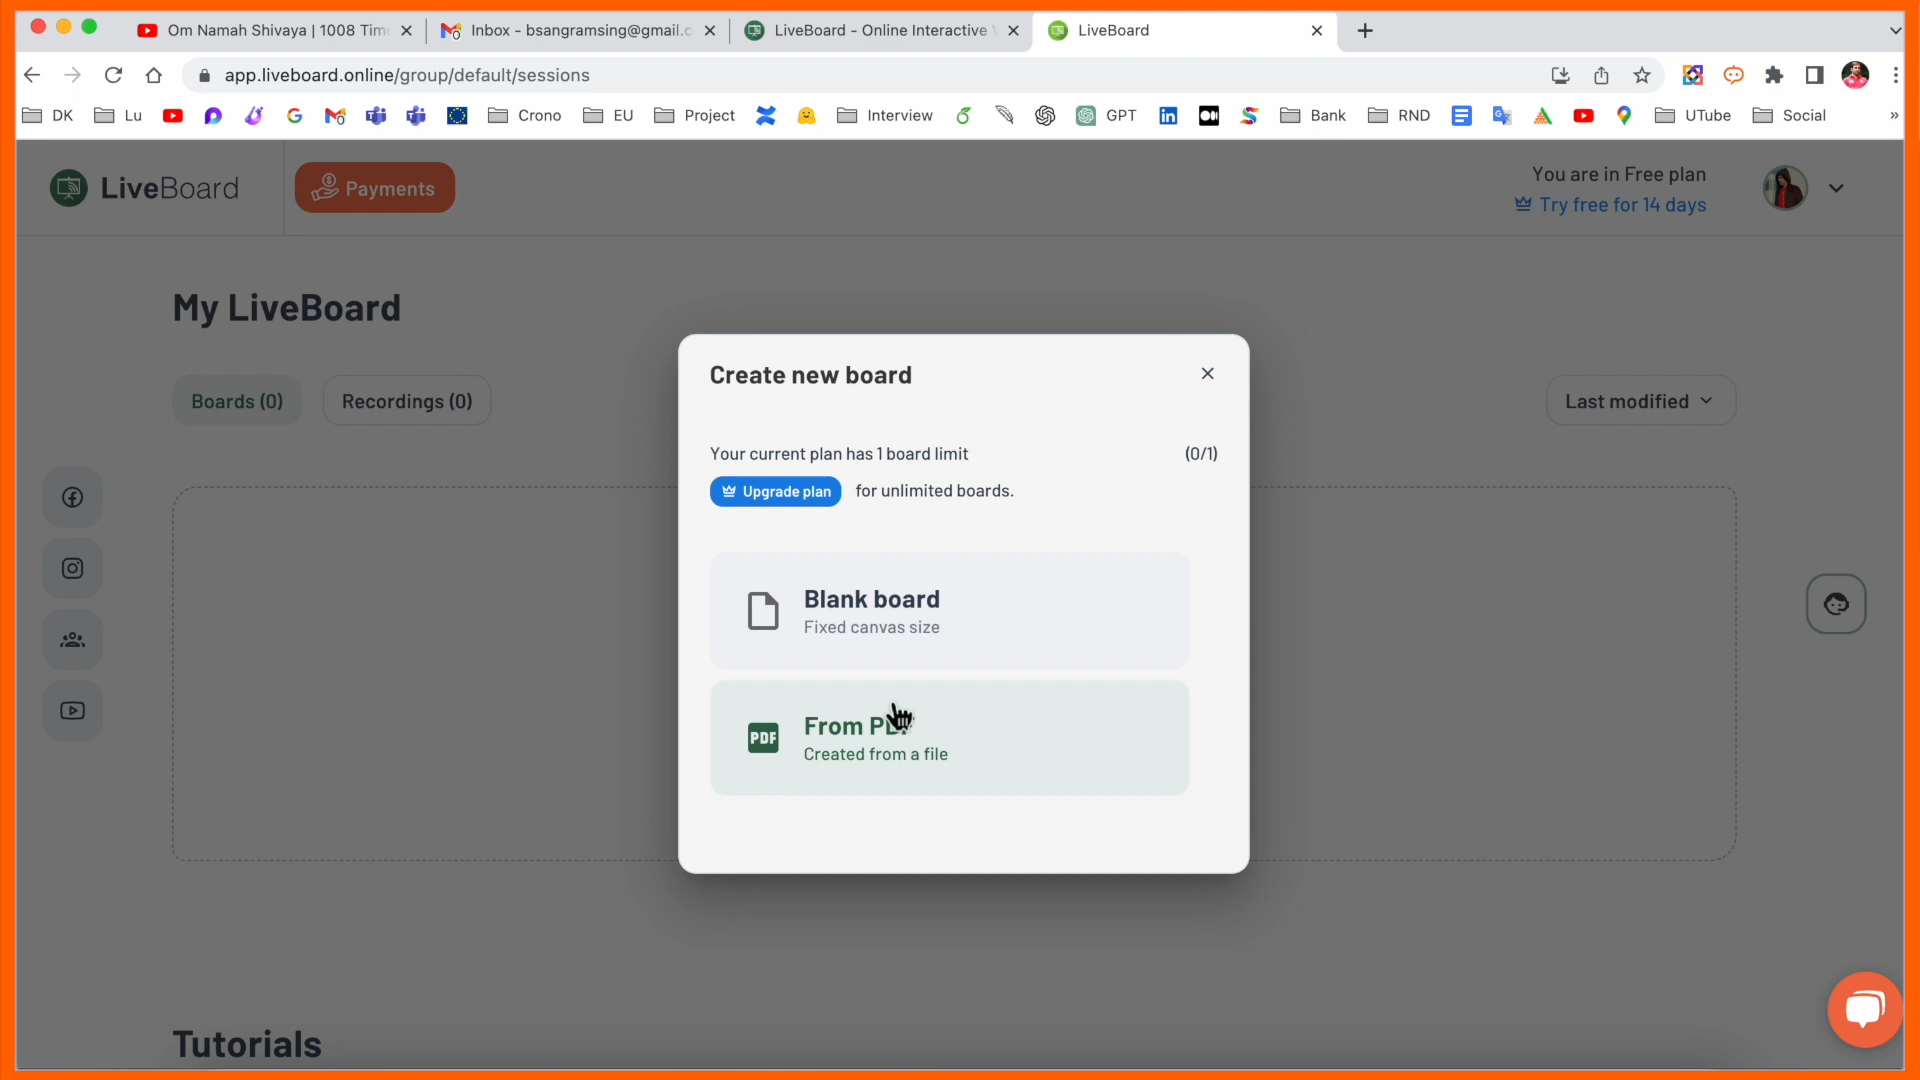 Om Namah Shivaya | 1008 Tim
Inbox - bsangramsing@gmail.c
LiveBoard - Online Interactive
LiveBoard
app.liveboard.online/group/default/sessions
DK
Lu
Crono
EU
Project
Interview
GPT
Bank
RND
UTube
Social
»
LiveBoard
Payments
You are in Free plan
Try free for 14 days
My LiveBoard
Boards (0)
Recordings (0)
Last modified
Create new board
Your current plan has 1 board limit
(0/1)
Upgrade plan
for unlimited boards.
Blank board
Fixed canvas size
PDF
From
Created from a file
Tutorials